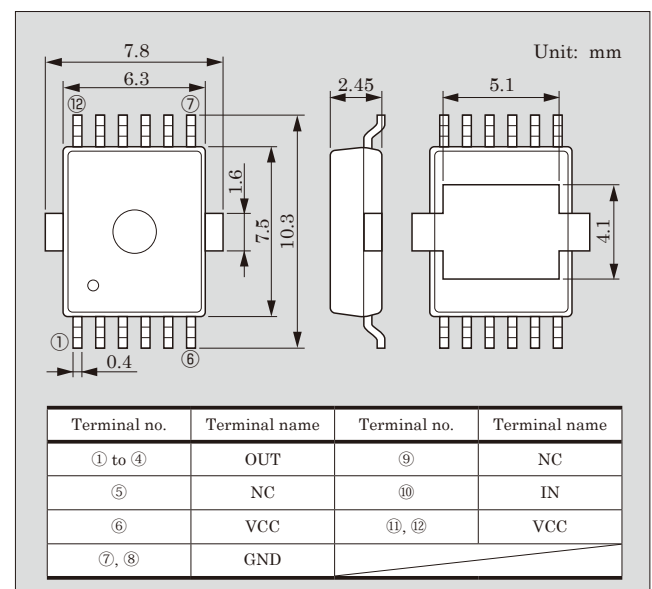 Unit: mm
7.8
6.3
2.45
5.1
⑫ ⑦
1.6
7.5
10.3
4.1
① ⑥
0.4
Terminal no. Terminal name Terminal no. Terminal name
① to ④ OUT ⑨ NC
⑤ NC ⑩ IN
⑥ VCC ⑪, ⑫ VCC
⑦, ⑧ GND